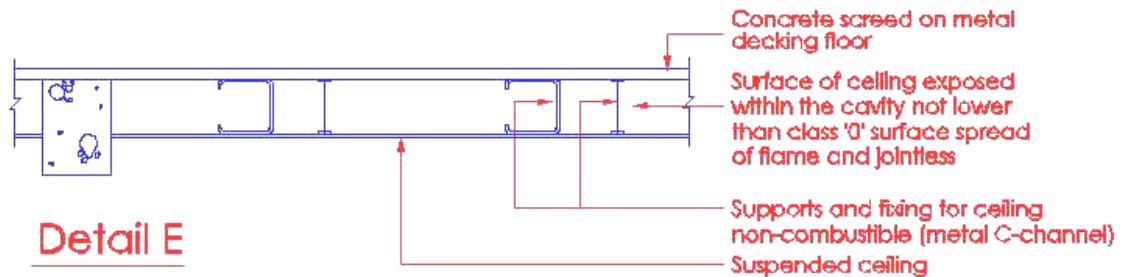 Concrete screed on metal
decking floor
Surface of ceiling exposed
within the cavity not lower
than class '0' surface spread
of flame and jointless
Supports and fixing for ceiling
non-combustible (metal C-channel)
Suspended ceiling
Detail E